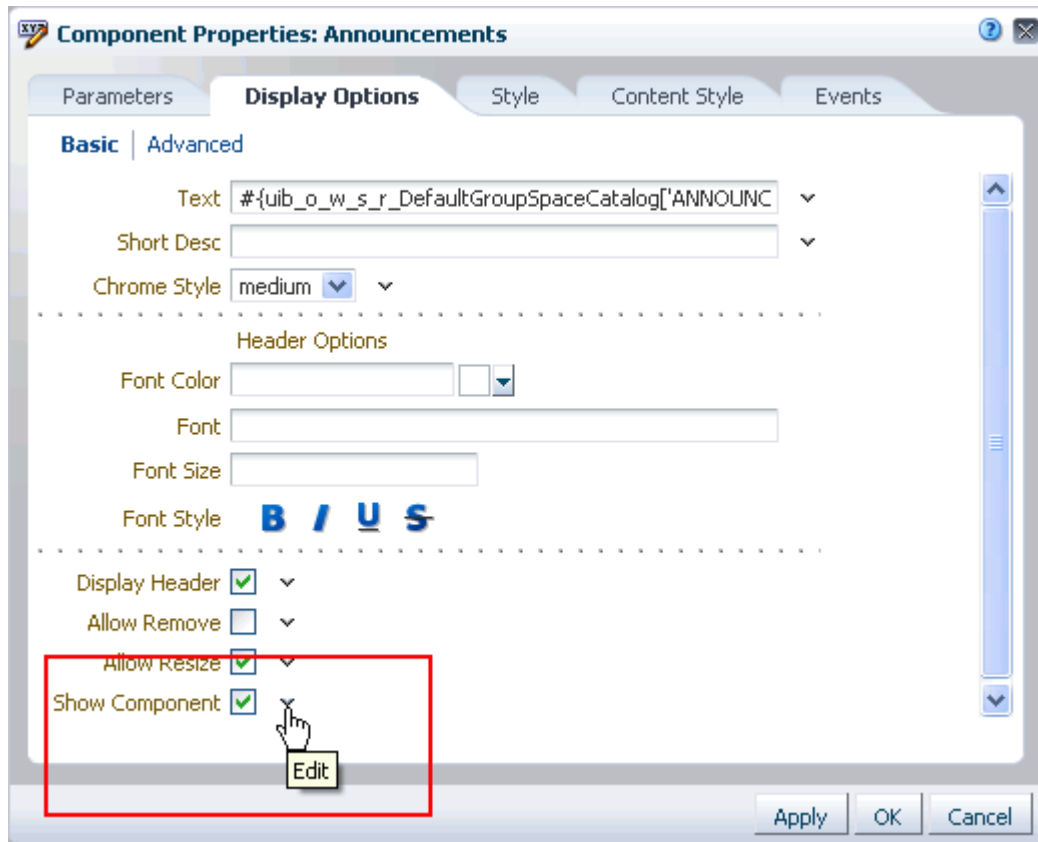 Component Properties: Announcements
Parameters Display Options Style Content Style Events
Basic Advanced
Text #{uib_o_w_s_r_DefaultGroupSpaceCatalog['ANNOUNC
Short Desc
Chrome Style medium
Header Options
Font Color
Font
Font Size
Font Style B I U S
Display Header
Allow Remove
Allow Resize
Show Component
Edit
Apply OK Cancel